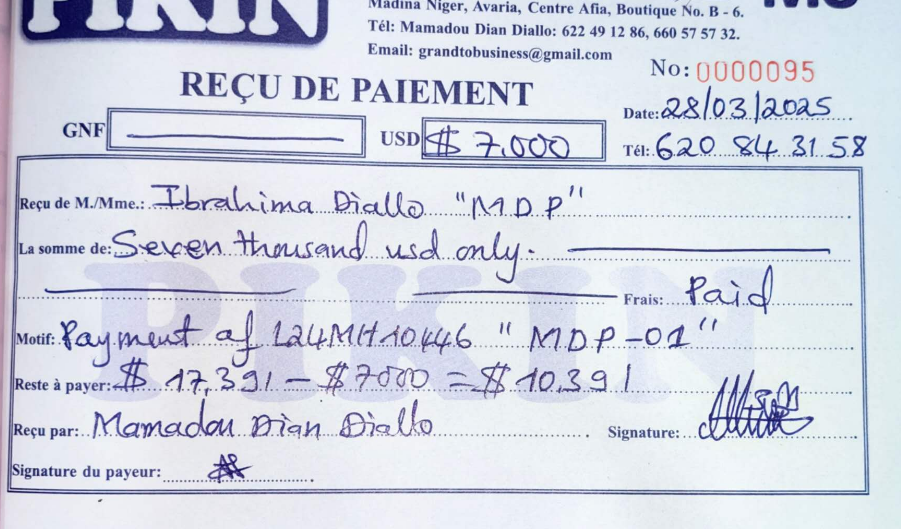 PIKIN
Madina Niger, Avaria, Centre Afia, Boutique No. B - 6.
Tél: Mamadou Dian Diallo: 622 49 12 86, 660 57 57 32.
Email: grandtobusiness@gmail.com
No: 0000095
REÇU DE PAIEMENT
Date: 28/03/2025
GNF USD $ 7.000
Tél: 620 84 31 58
Reçu de M./Mme.: Ibrahima Diallo "MDP"
La somme de: Seven thousand usd only.
Frais: Paid
Motif: Payment of L24MH10446 "MDP-01"
Reste à payer: $ 17,391 - $7000 = $10,391
Reçu par: Mamadou Dian Diallo Signature:
Signature du payeur: